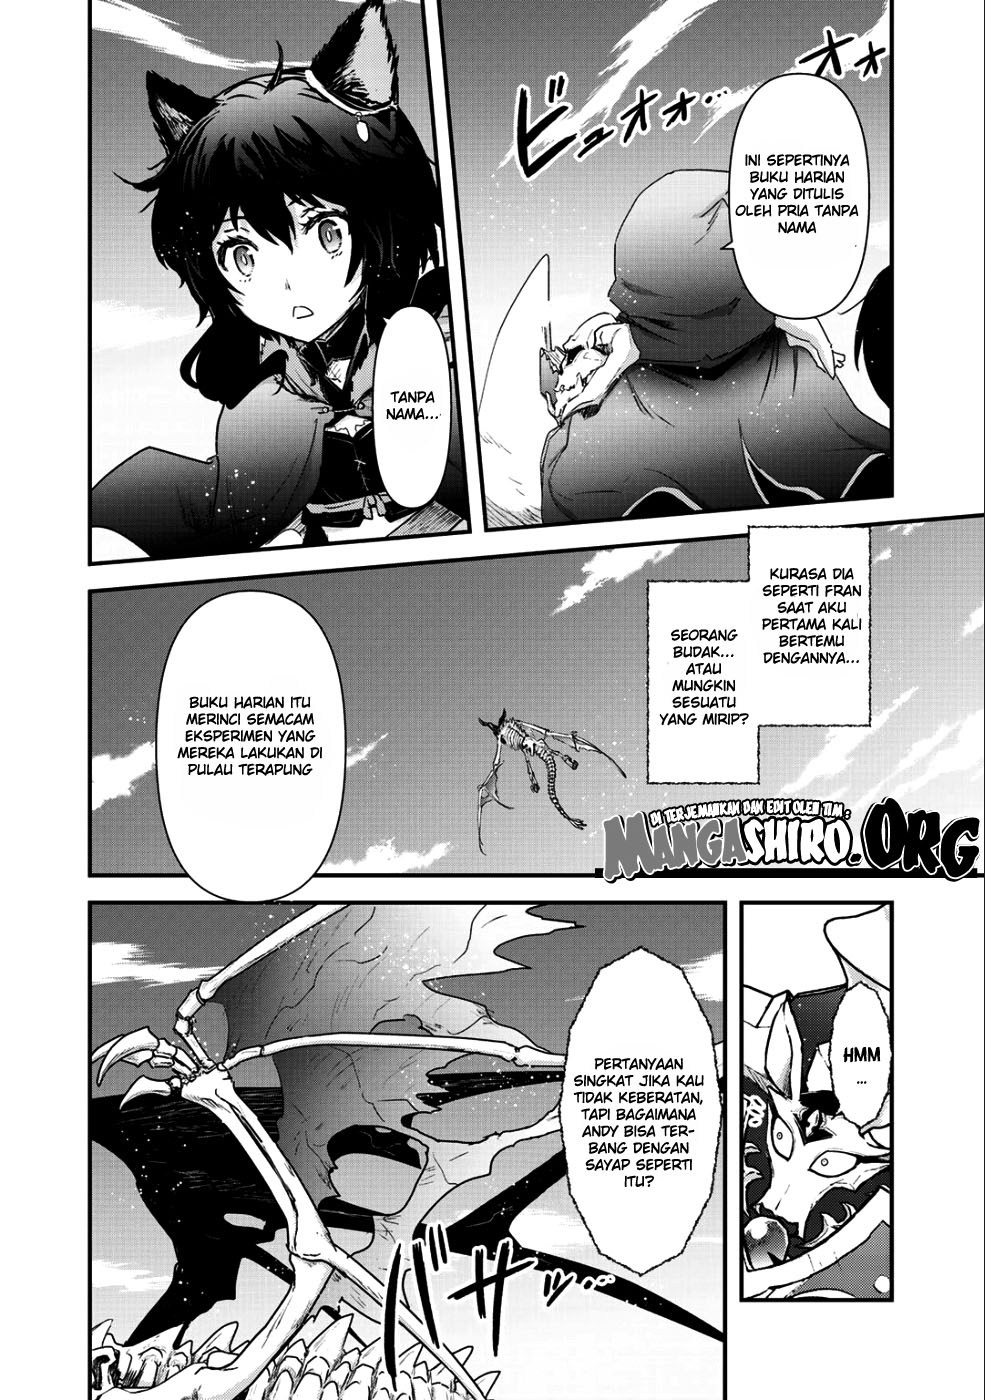 ビュオオ…
オォ
INI SEPERTINYA
BUKU HARIAN
YANG DITULIS
OLEH PRIA TANPA
NAMA
TANPA
NAMA...
KURASA DIA
SEPERTI FRAN
SAAT AKU
PERTAMA KALI
BERTEMU
DENGANNYA...
SEORANG
BUDAK...
ATAU
MUNGKIN
SESUATU
YANG MIRIP?
BUKU HARIAN ITU
MERINCI SEMACAM
EKSPERIMEN YANG
MEREKA LAKUKAN DI
PULAU TERAPUNG
DI TERJEMAHKAN DAN EDIT OLEH TIM :
MANGASHIRO.ORG
HMM
...
PERTANYAAN
SINGKAT JIKA KAU
TIDAK KEBERATAN,
TAPI BAGAIMANA
ANDY BISA TER-
BANG DENGAN
SAYAP SEPERTI
ITU?
バサッ…